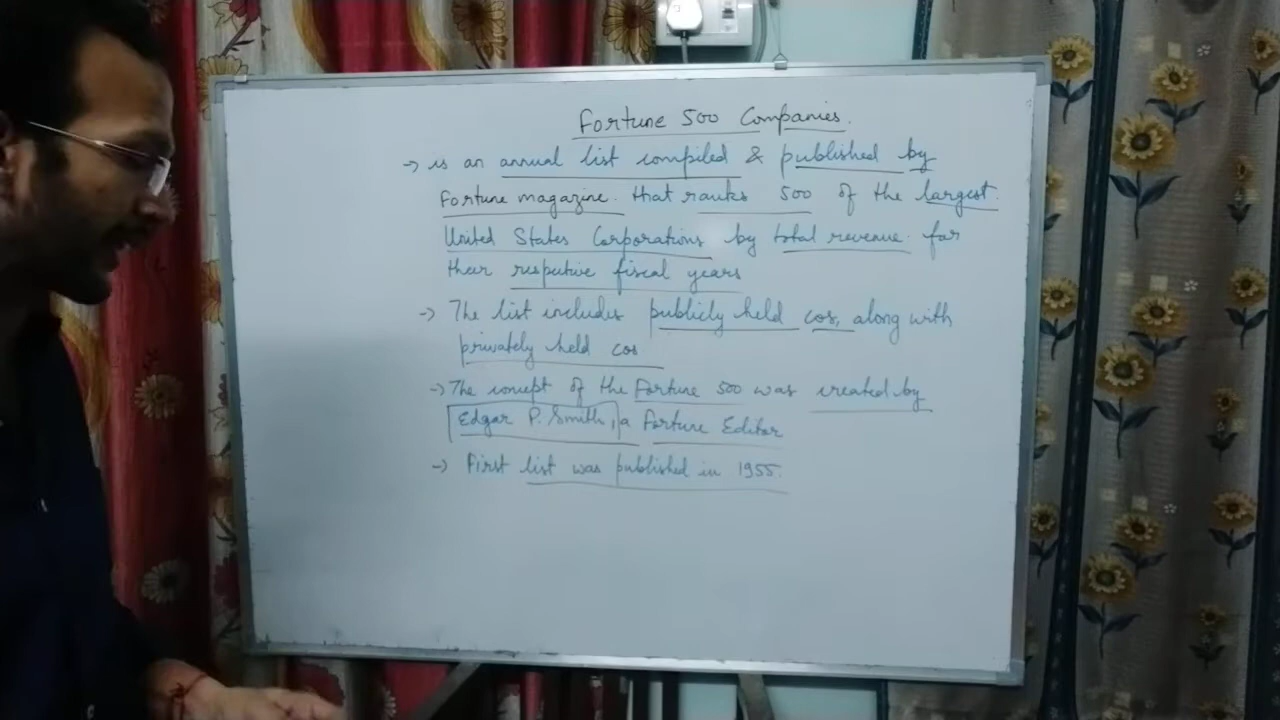 Fortune 500 Companies.
→ is an annual list compiled & published by
Fortune magazine. that ranks 500 of the largest.
United States Corporations by total revenue. for
their respective fiscal years
→ The list includes publicly held cos, along with
privately held cos
→ The concept of the Fortune 500 was created by
Edgar P. Smith, a Fortune Editor
→ First list was published in 1955.